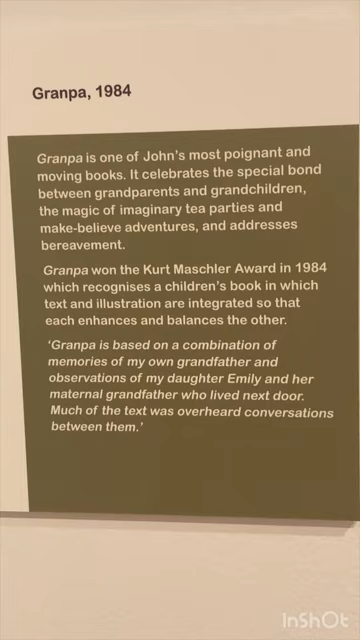 Granpa, 1984
Granpa is one of John's most poignant and
moving books. It celebrates the special bond
between grandparents and grandchildren,
the magic of imaginary tea parties and
make-believe adventures, and addresses
bereavement.
Granpa won the Kurt Maschler Award in 1984
which recognises a children's book in which
text and illustration are integrated so that
each enhances and balances the other.
'Granpa is based on a combination of
memories of my own grandfather and
observations of my daughter Emily and her
maternal grandfather who lived next door.
Much of the text was overheard conversations
between them.'
InShOt